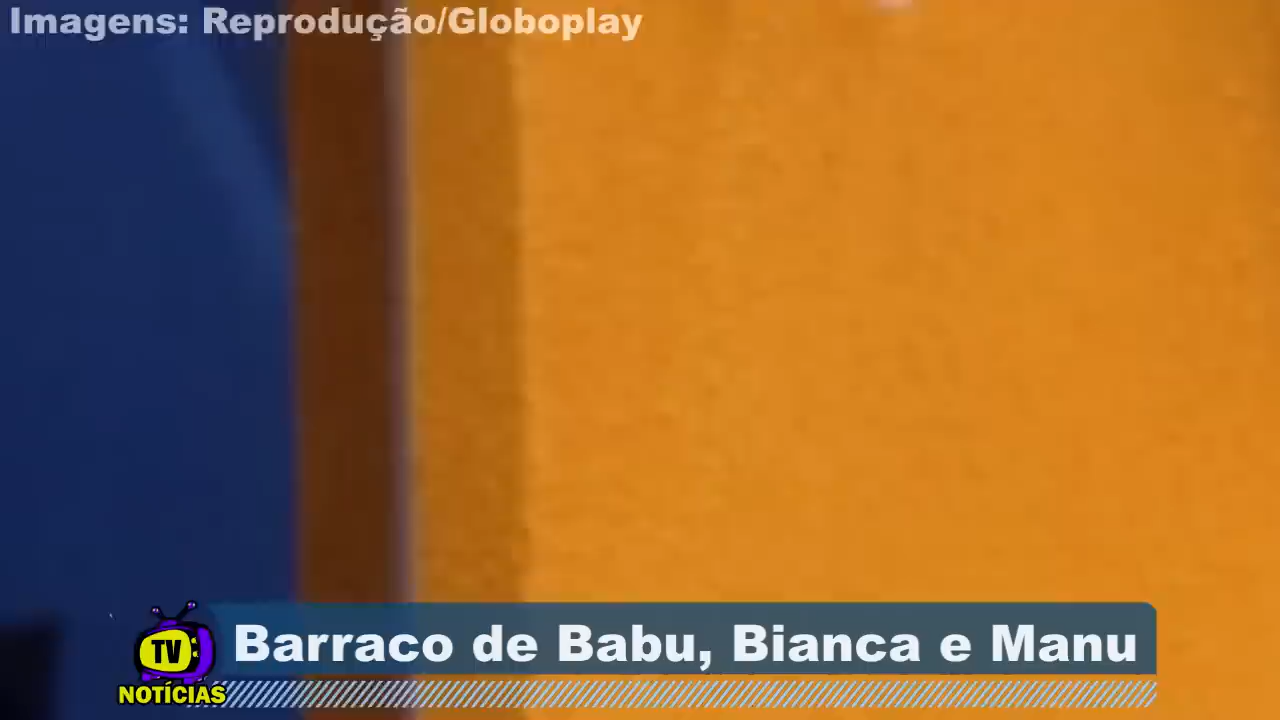 Imagens: Reprodução/Globoplay
Barraco de Babu, Bianca e Manu
TV
NOTÍCIAS